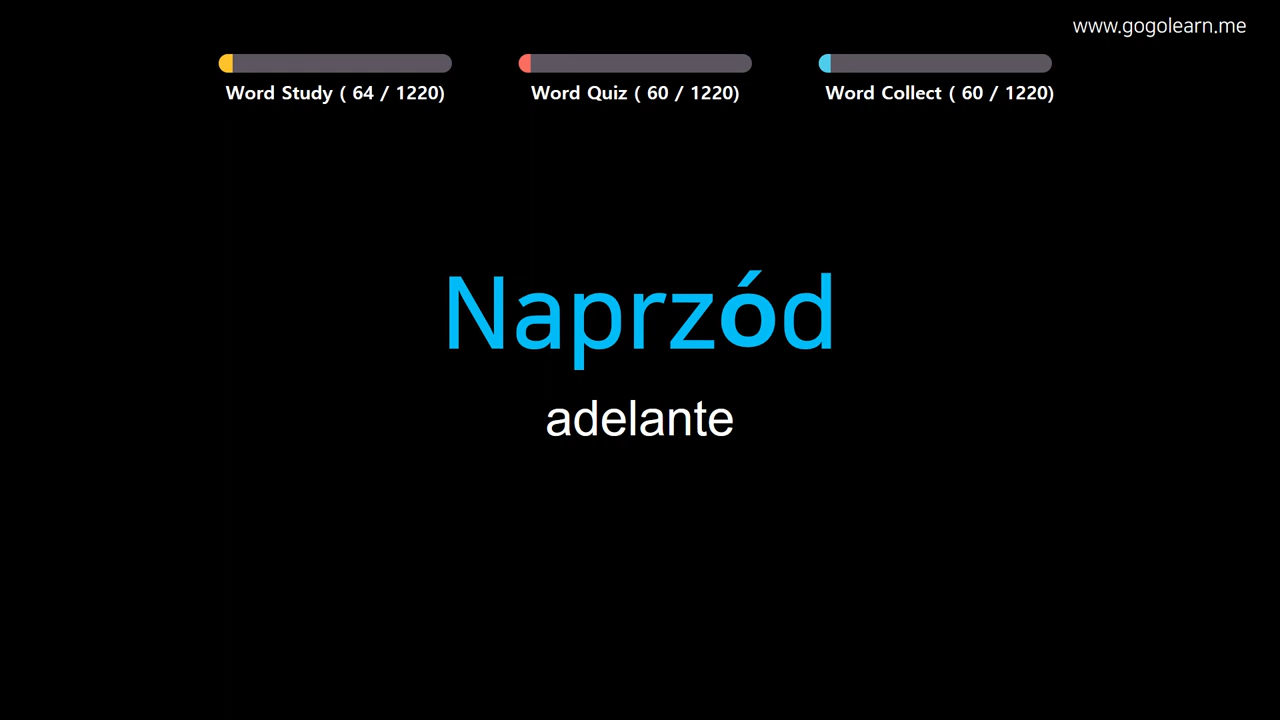 www.gogolearn.me
Word Study ( 64 / 1220)
Word Quiz ( 60 / 1220)
Word Collect ( 60 / 1220)
Naprzód
adelante